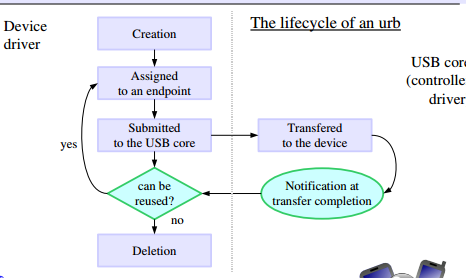 Device
driver
The lifecycle of an urb
Creation
USB cor
(controlle
driver
Assigned
to an endpoint
Submitted
to the USB core
Transfered
to the device
yes
can be
reused?
Notification at
transfer completion
no
Deletion